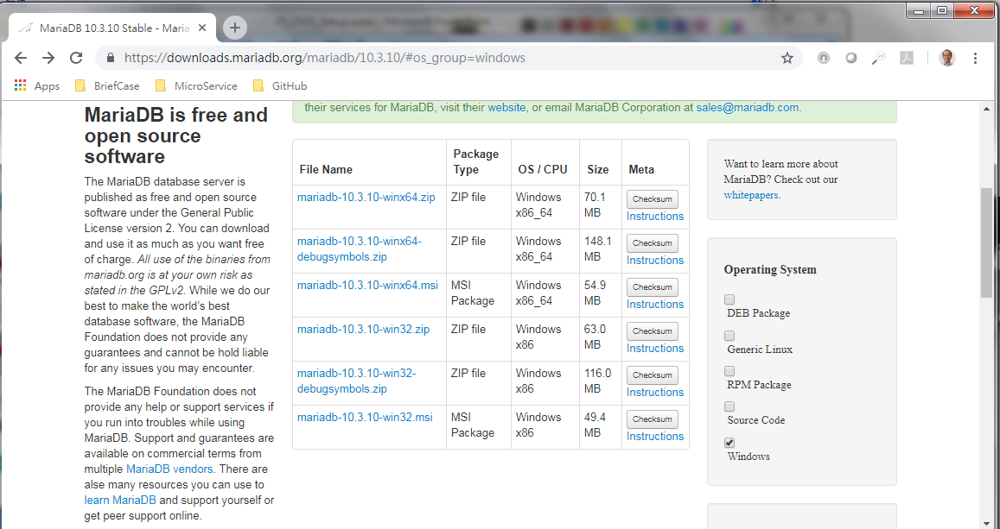 MariaDB 10.3.10 Stable - Maria
https://downloads.mariadb.org/mariadb/10.3.10/#os_group=windows
Apps BriefCase MicroService GitHub
MariaDB is free and
open source
software
The MariaDB database server is
published as free and open source
software under the General Public
License version 2. You can download
and use it as much as you want free
of charge. All use of the binaries from
mariadb.org is at your own risk as
stated in the GPLv2. While we do our
best to make the world's best
database software, the MariaDB
Foundation does not provide any
guarantees and cannot be hold liable
for any issues you may encounter.
The MariaDB Foundation does not
provide any help or support services if
you run into troubles while using
MariaDB. Support and guarantees are
available on commercial terms from
multiple MariaDB vendors. There are
alse many resources you can use to
learn MariaDB and support yourself or
get peer support online.
their services for MariaDB, visit their website, or email MariaDB Corporation at sales@mariadb.com.
File Name Package Type OS / CPU Size Meta
mariadb-10.3.10-winx64.zip ZIP file Windows x86_64 70.1 MB Checksum
Instructions
mariadb-10.3.10-winx64-debugsymbols.zip ZIP file Windows x86_64 148.1 MB Checksum
Instructions
mariadb-10.3.10-winx64.msi MSI Package Windows x86_64 54.9 MB Checksum
Instructions
mariadb-10.3.10-win32.zip ZIP file Windows x86 63.0 MB Checksum
Instructions
mariadb-10.3.10-win32-debugsymbols.zip ZIP file Windows x86 116.0 MB Checksum
Instructions
mariadb-10.3.10-win32.msi MSI Package Windows x86 49.4 MB Checksum
Instructions
Want to learn more about
MariaDB? Check out our
whitepapers.
Operating System
DEB Package
Generic Linux
RPM Package
Source Code
Windows